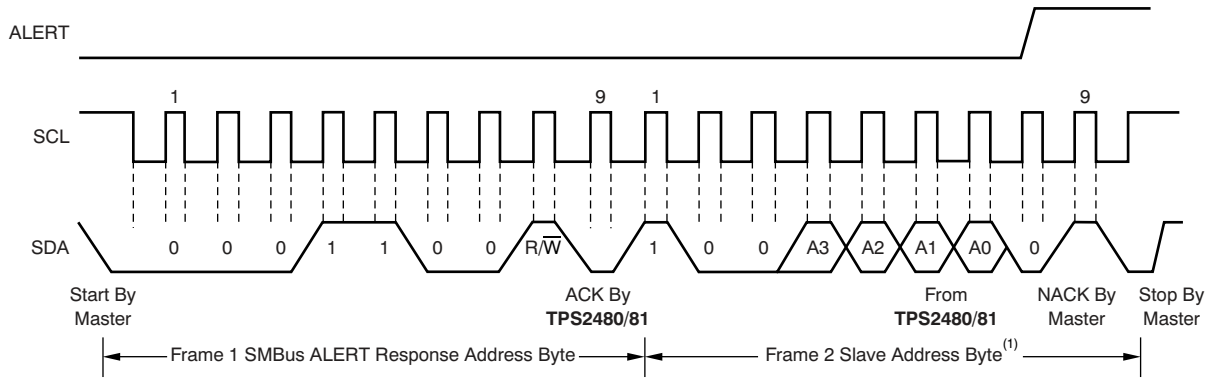 ALERT
1 9 1 9
SCL
SDA 0 0 0 1 1 0 0 R/W̅ 1 0 0 A3 A2 A1 A0 0
Start By Master
ACK By TPS2480/81
From TPS2480/81
NACK By Master
Stop By Master
Frame 1 SMBus ALERT Response Address Byte
Frame 2 Slave Address Byte(1)